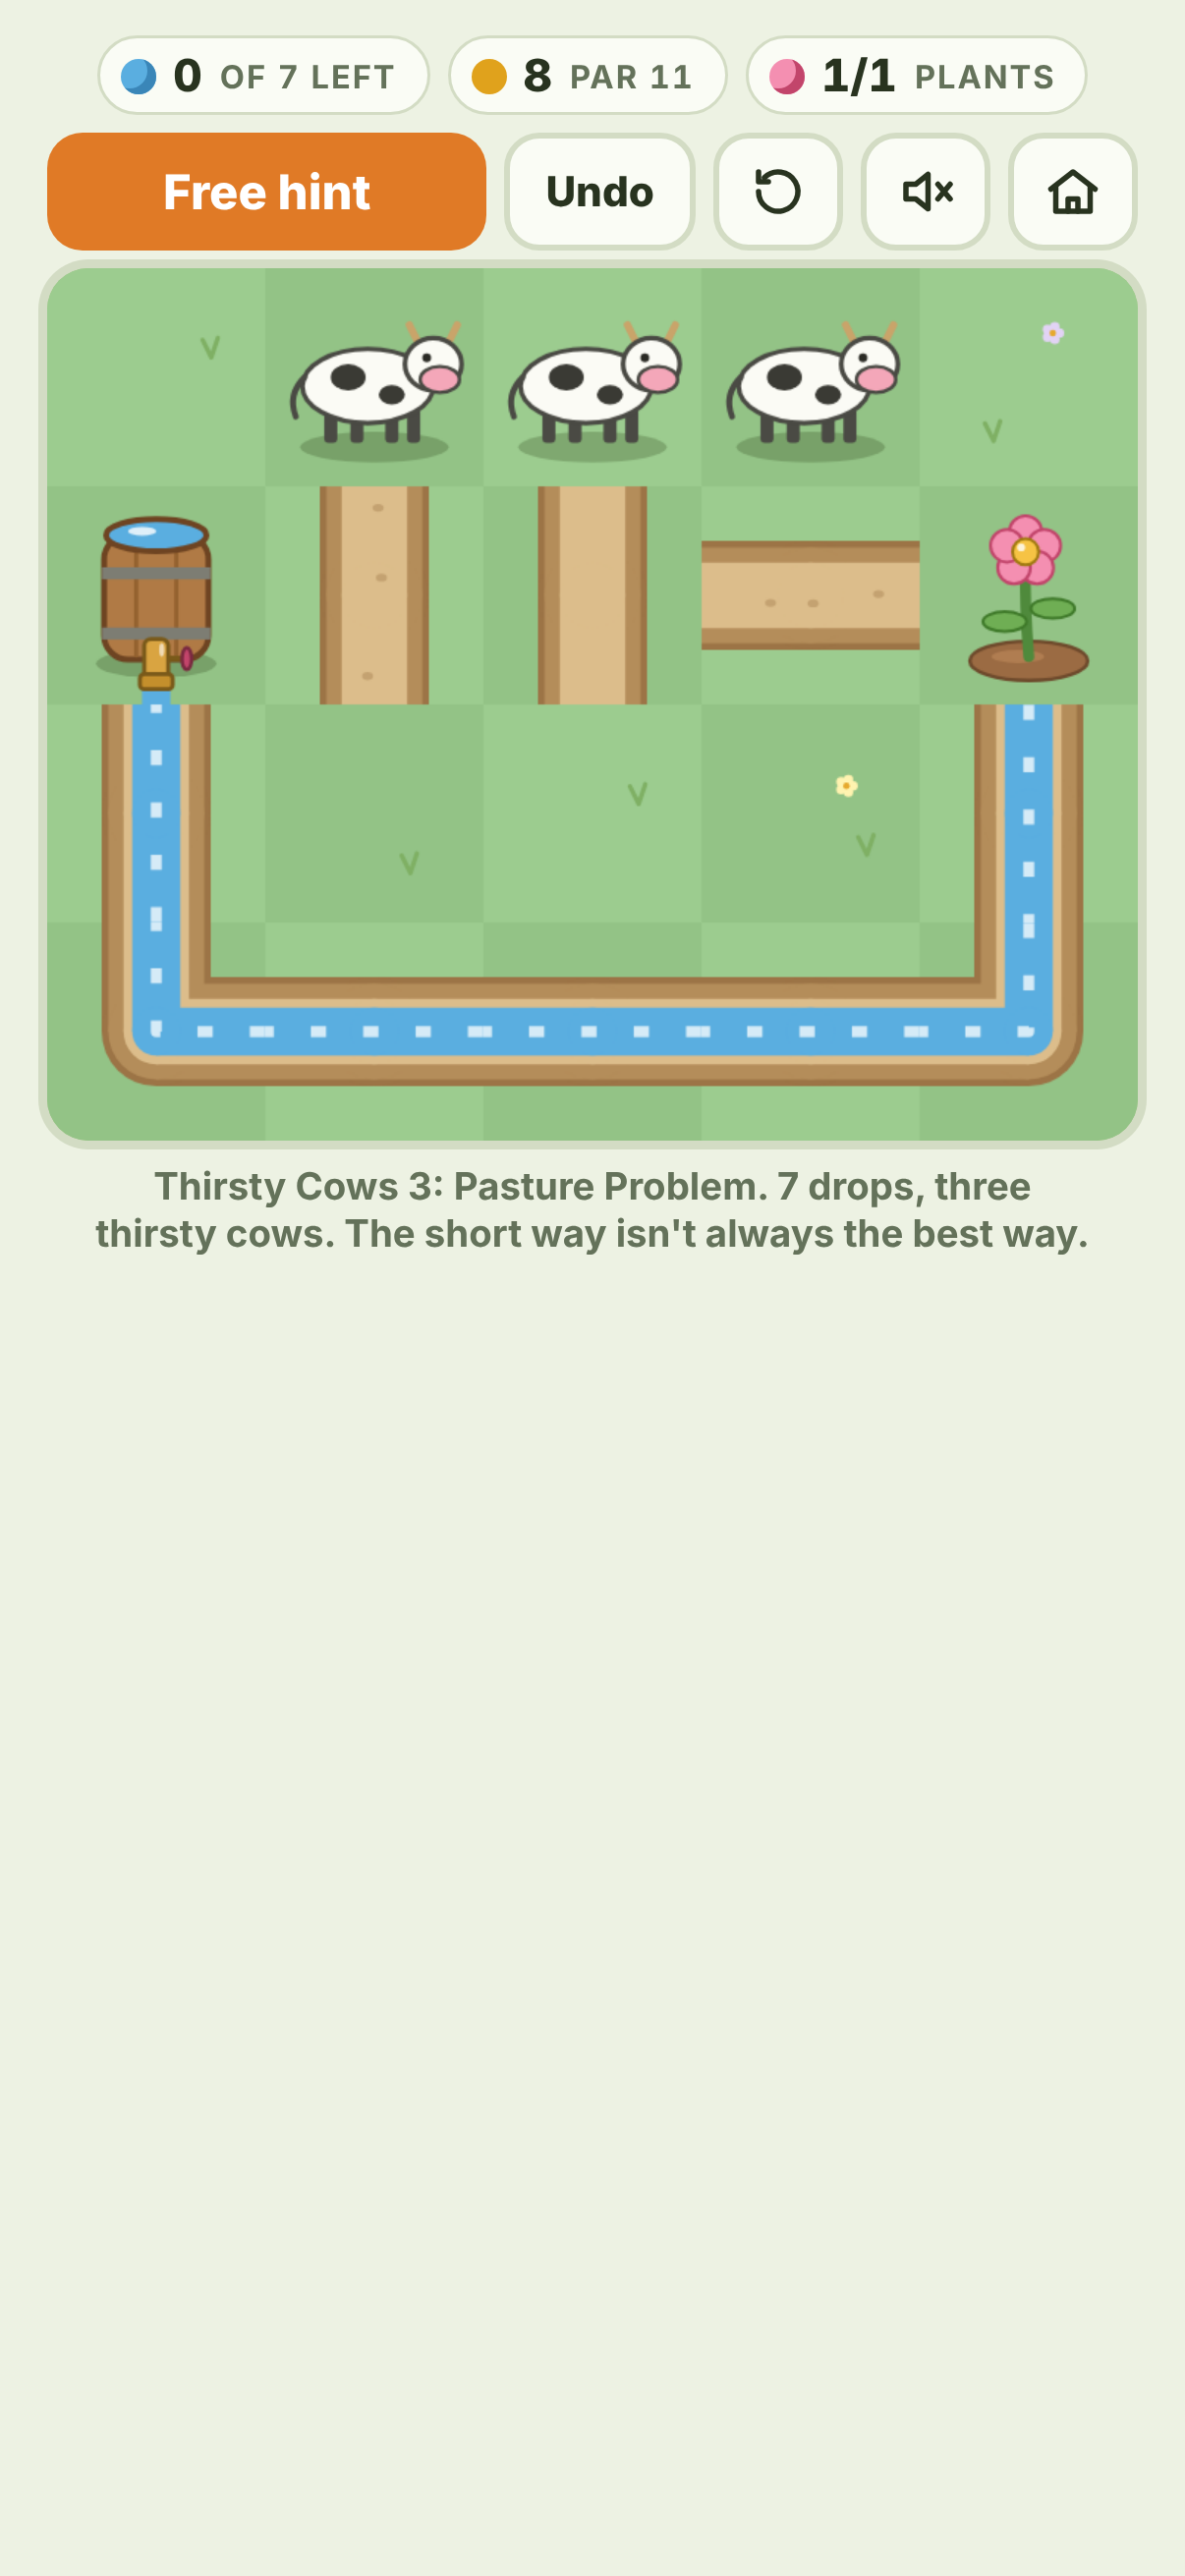 0 OF 7 LEFT
8 PAR 11
1/1 PLANTS
Free hint
Undo
Thirsty Cows 3: Pasture Problem. 7 drops, three
thirsty cows. The short way isn't always the best way.